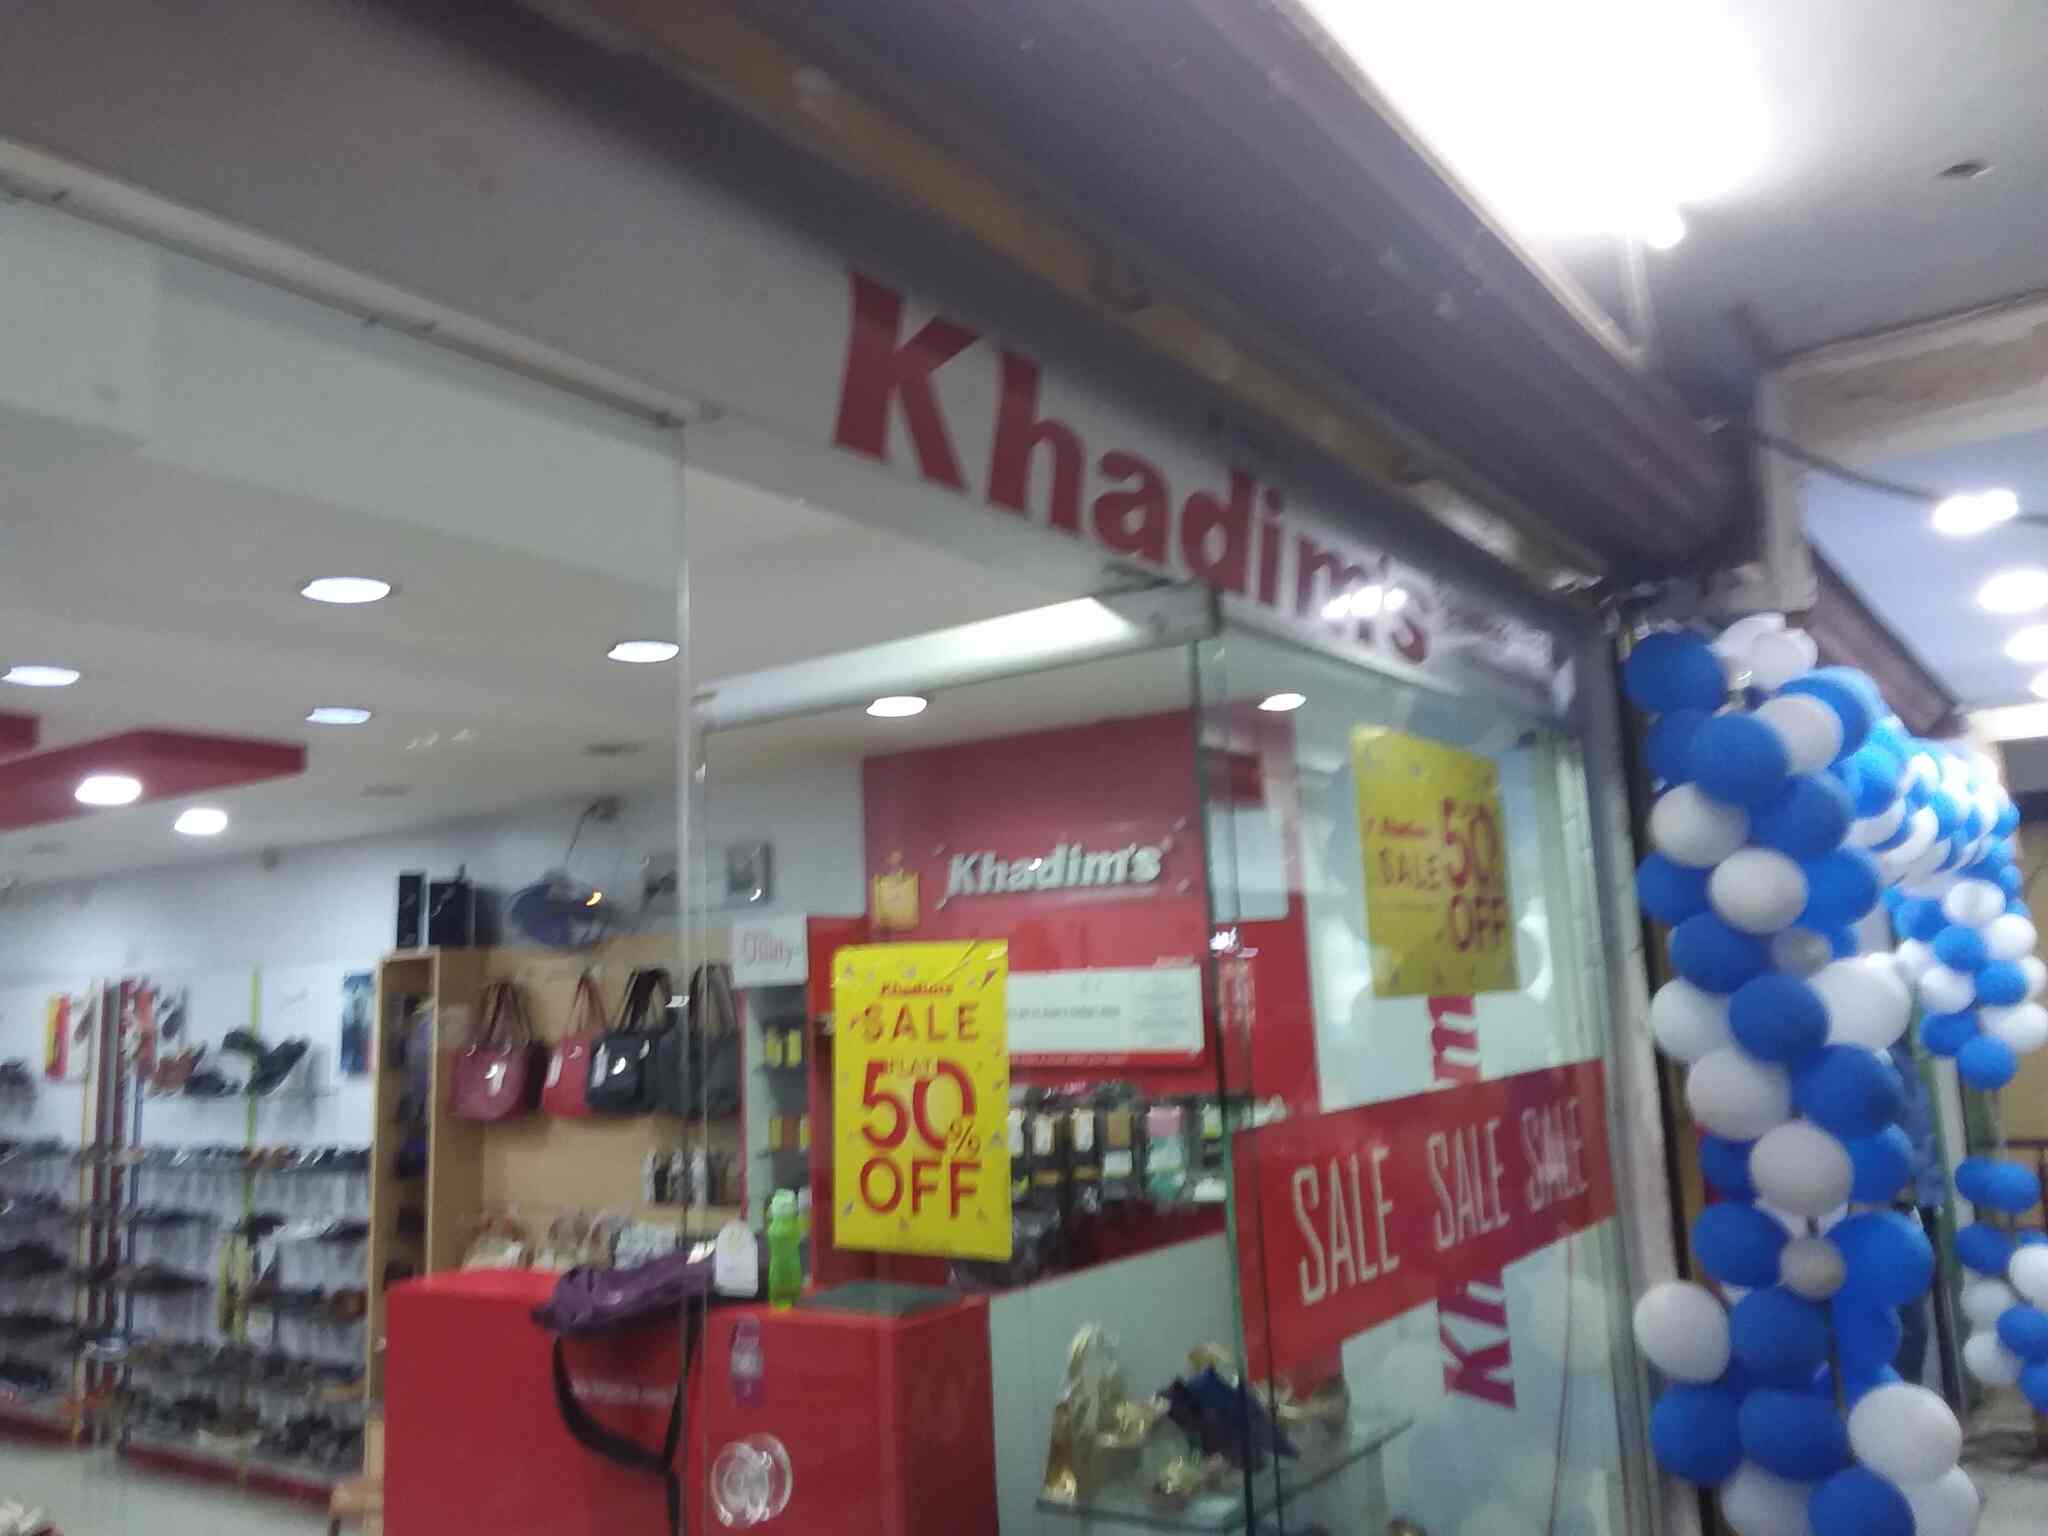 Khadim's
Khadim's
Khadim's
SALE
FLAT
50%
OFF
SALE 50
OFF
SALE SALE SALE